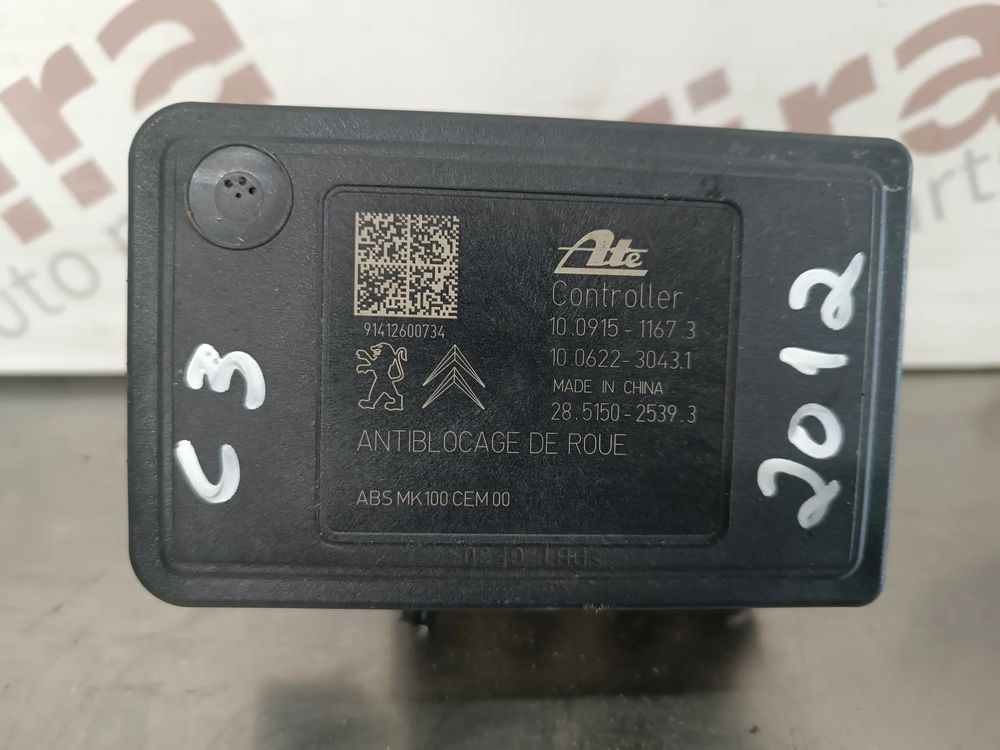 Ate
Controller
10.0915-1167.3
10.0622-3043.1
MADE IN CHINA
28.5150-2539.3
91412600734
ANTIBLOCAGE DE ROUE
ABS MK100 CEM 00
C3
2012